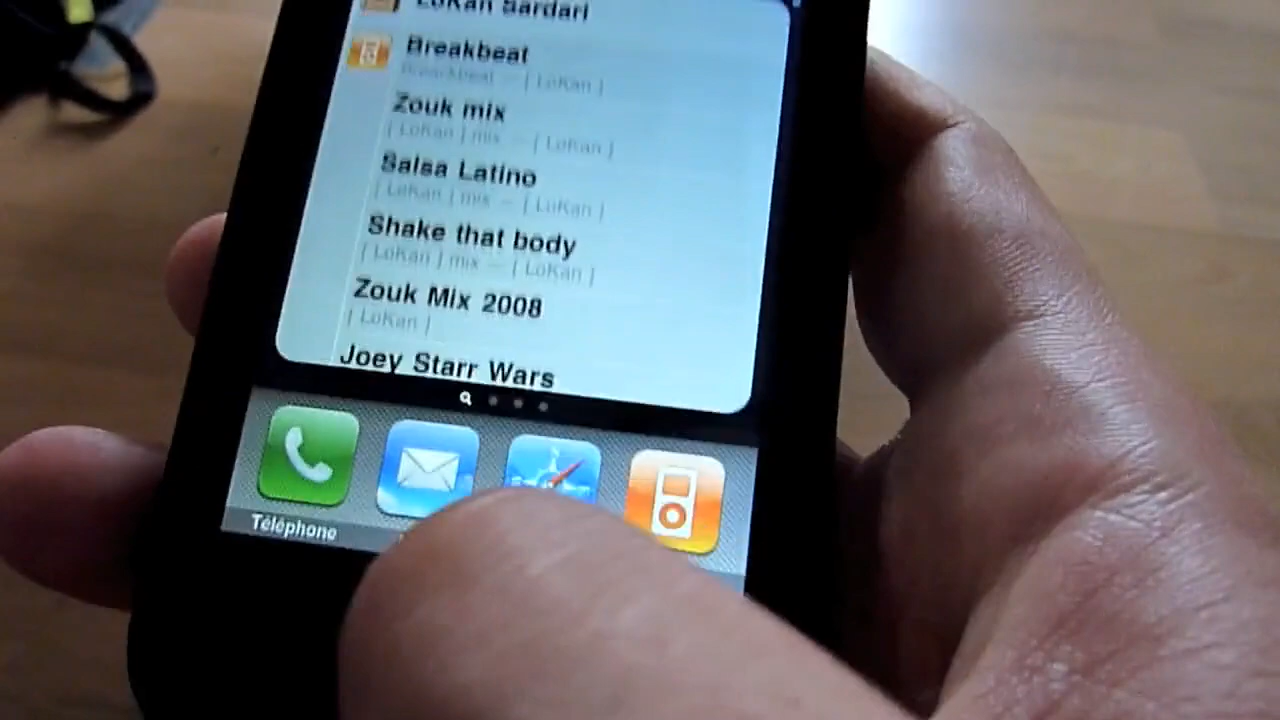 LoKan Sardari
Breakbeat
Breakbeat — [ LoKan ]
Zouk mix
[ LoKan ] mix — [ LoKan ]
Salsa Latino
[ LoKan ] mix — [ LoKan ]
Shake that body
[ LoKan ] mix — [ LoKan ]
Zouk Mix 2008
[ LoKan ]
Joey Starr Wars
Téléphone